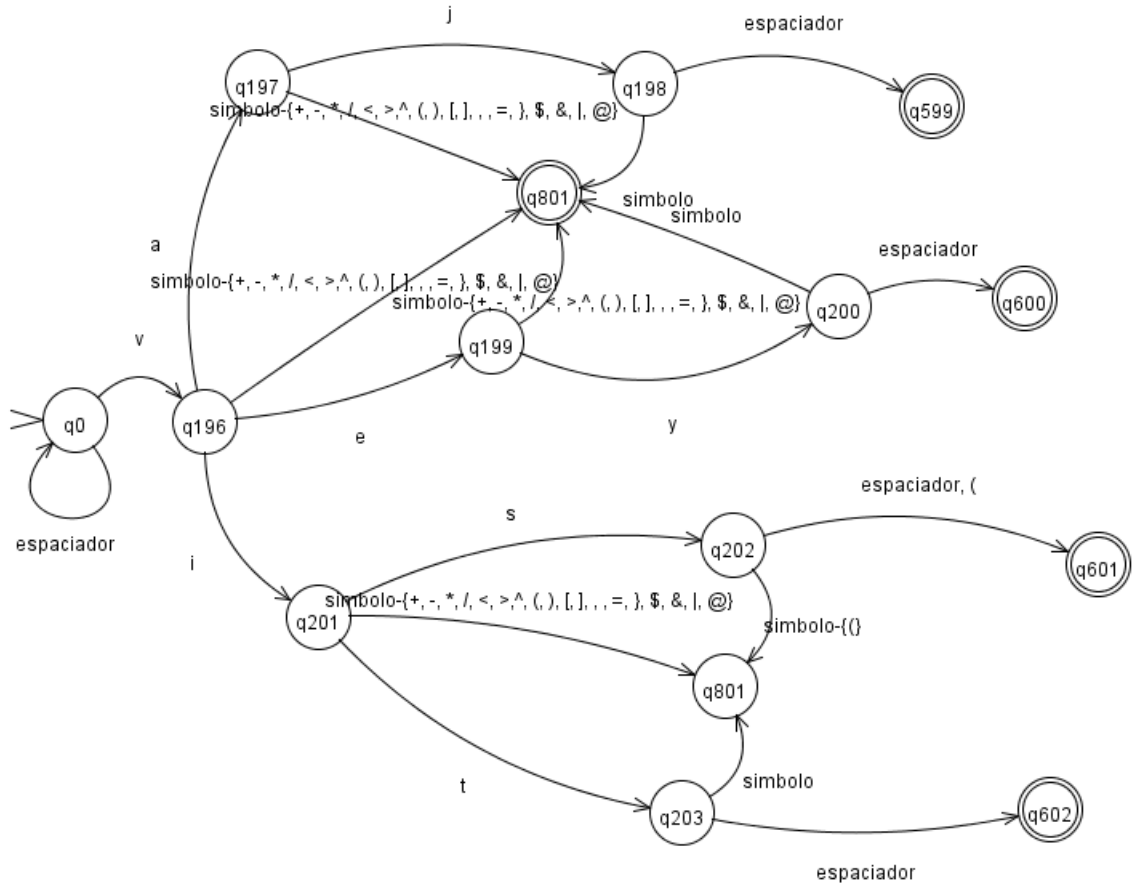 j
espaciador
q197
q198
simbolo-{+, -, *, /, <, >,^, (, ), [, ], , , =, }, $, &, |, @}
q599
q801
simbolo
simbolo
a
espaciador
simbolo-{+, -, *, /, <, >,^, (, ), [, ], , , =, }, $, &, |, @}
simbolo-{+, -, *, /, <, >,^, (, ), [, ], , , =, }, $, &, |, @}
q200
q600
v
q199
q0
q196
e
y
espaciador, (
s
espaciador
i
q202
q601
simbolo-{+, -, *, /, <, >,^, (, ), [, ], , , =, }, $, &, |, @}
q201
simbolo-{(}
q801
t
simbolo
q203
q602
espaciador